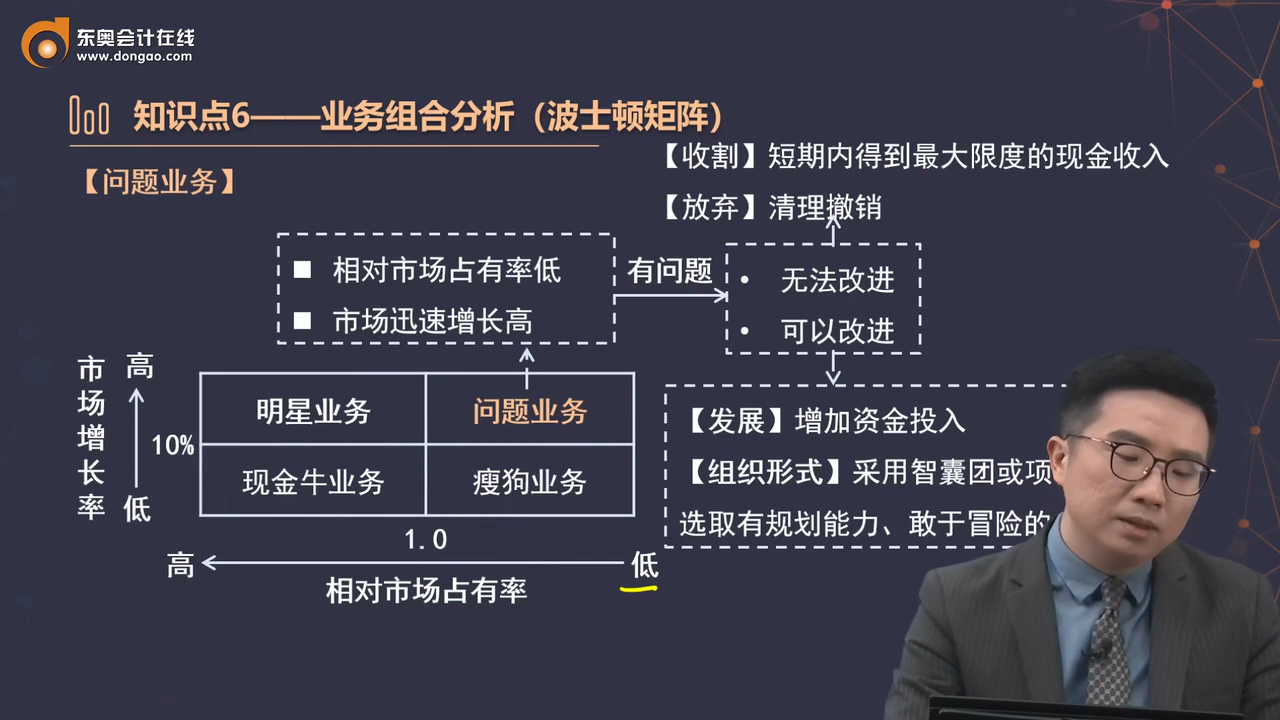 东奥会计在线
www.dongao.com
知识点6——业务组合分析（波士顿矩阵）
【收割】短期内得到最大限度的现金收入
【问题业务】
【放弃】清理撤销
■ 相对市场占有率低
■ 市场迅速增长高
有问题
• 无法改进
• 可以改进
市场增长率
高
10%
低
明星业务
问题业务
现金牛业务
瘦狗业务
【发展】增加资金投入
【组织形式】采用智囊团或项
选取有规划能力、敢于冒险的
1.0
高
低
相对市场占有率